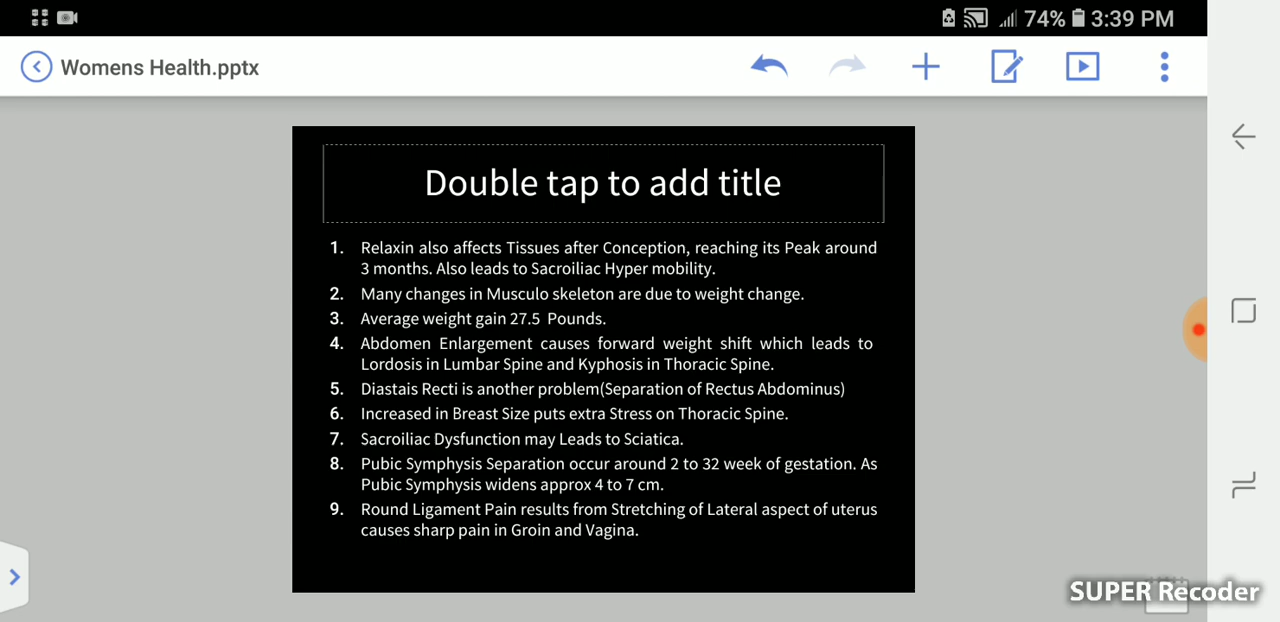 74% 3:39 PM
Womens Health.pptx
Double tap to add title
1. Relaxin also affects Tissues after Conception, reaching its Peak around
3 months. Also leads to Sacroiliac Hyper mobility.
2. Many changes in Musculo skeleton are due to weight change.
3. Average weight gain 27.5 Pounds.
4. Abdomen Enlargement causes forward weight shift which leads to
Lordosis in Lumbar Spine and Kyphosis in Thoracic Spine.
5. Diastais Recti is another problem(Separation of Rectus Abdominus)
6. Increased in Breast Size puts extra Stress on Thoracic Spine.
7. Sacroiliac Dysfunction may Leads to Sciatica.
8. Pubic Symphysis Separation occur around 2 to 32 week of gestation. As
Pubic Symphysis widens approx 4 to 7 cm.
9. Round Ligament Pain results from Stretching of Lateral aspect of uterus
causes sharp pain in Groin and Vagina.
SUPER Recoder